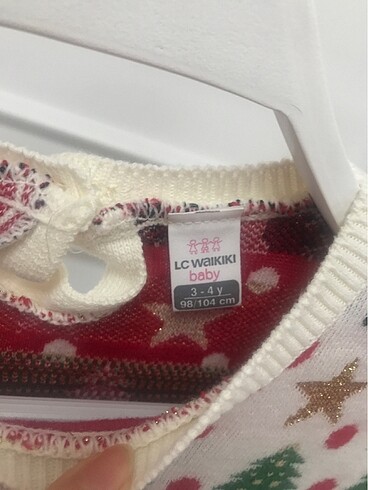 LC WAIKIKI
baby
3 - 4 y
98/104 cm